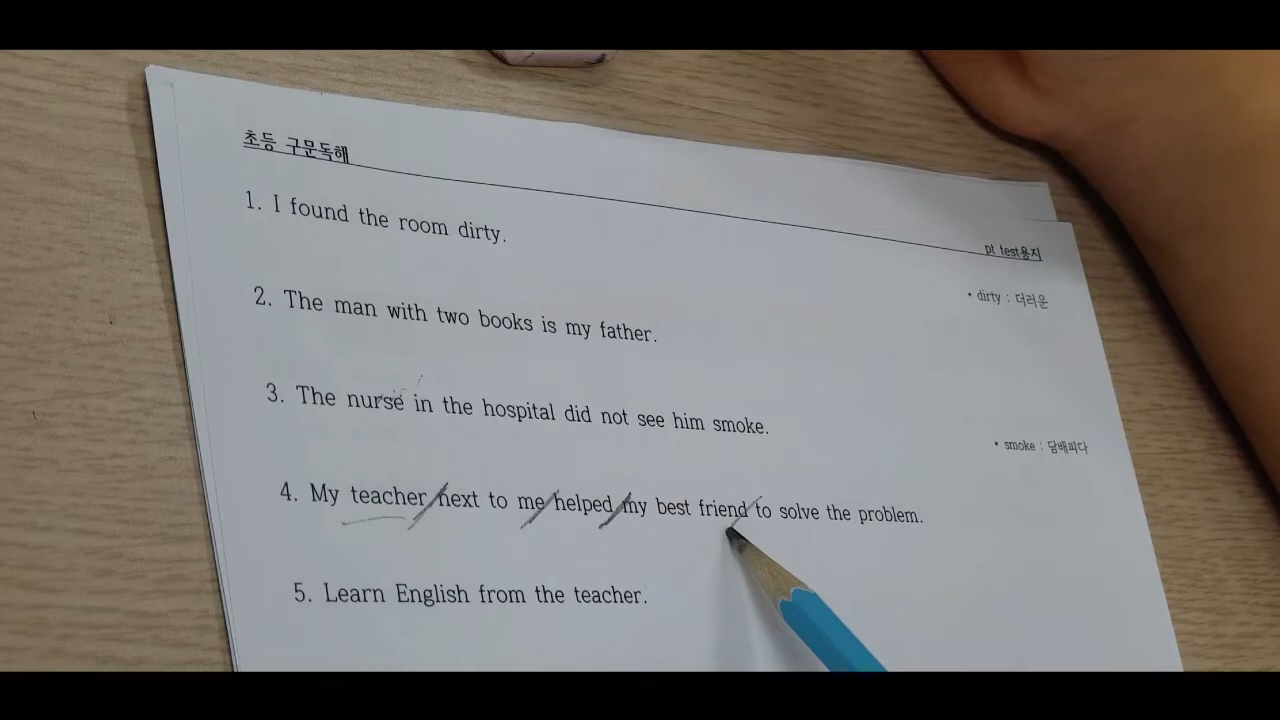 초등 구문독해
pt test용지
1. I found the room dirty.
• dirty : 더러운
2. The man with two books is my father.
3. The nurse in the hospital did not see him smoke.
• smoke : 담배피다
4. My teacher next to me helped my best friend to solve the problem.
5. Learn English from the teacher.